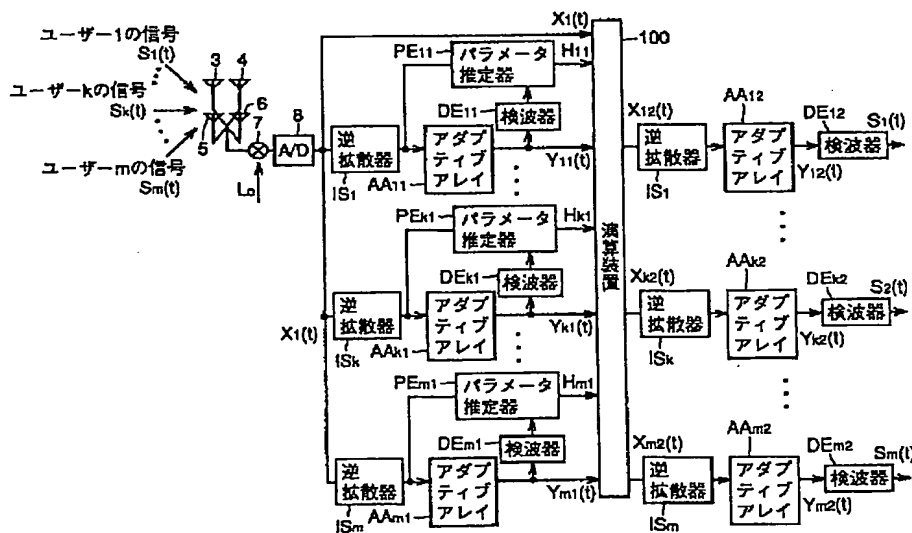 ユーザー1の信号
S1(t)
ユーザーkの信号
Sk(t)
ユーザーmの信号
Sm(t)
3
4
5
6
7
8
A/D
Lo
X1(t)
X1(t)
100
演算装置
PE11
パラメータ
推定器
H11
DE11
検波器
逆
拡散器
IS1
アダプ
ティブ
アレイ
AA11
Y11(t)
PEk1
パラメータ
推定器
Hk1
DEk1
検波器
逆
拡散器
ISk
アダプ
ティブ
アレイ
AAk1
Yk1(t)
PEm1
パラメータ
推定器
Hm1
DEm1
検波器
逆
拡散器
ISm
アダプ
ティブ
アレイ
AAm1
Ym1(t)
X12(t)
逆
拡散器
IS1
AA12
アダプ
ティブ
アレイ
Y12(t)
DE12
検波器
S1(t)
Xk2(t)
逆
拡散器
ISk
AAk2
アダプ
ティブ
アレイ
Yk2(t)
DEk2
検波器
S2(t)
Xm2(t)
逆
拡散器
ISm
AAm2
アダプ
ティブ
アレイ
Ym2(t)
DEm2
検波器
Sm(t)